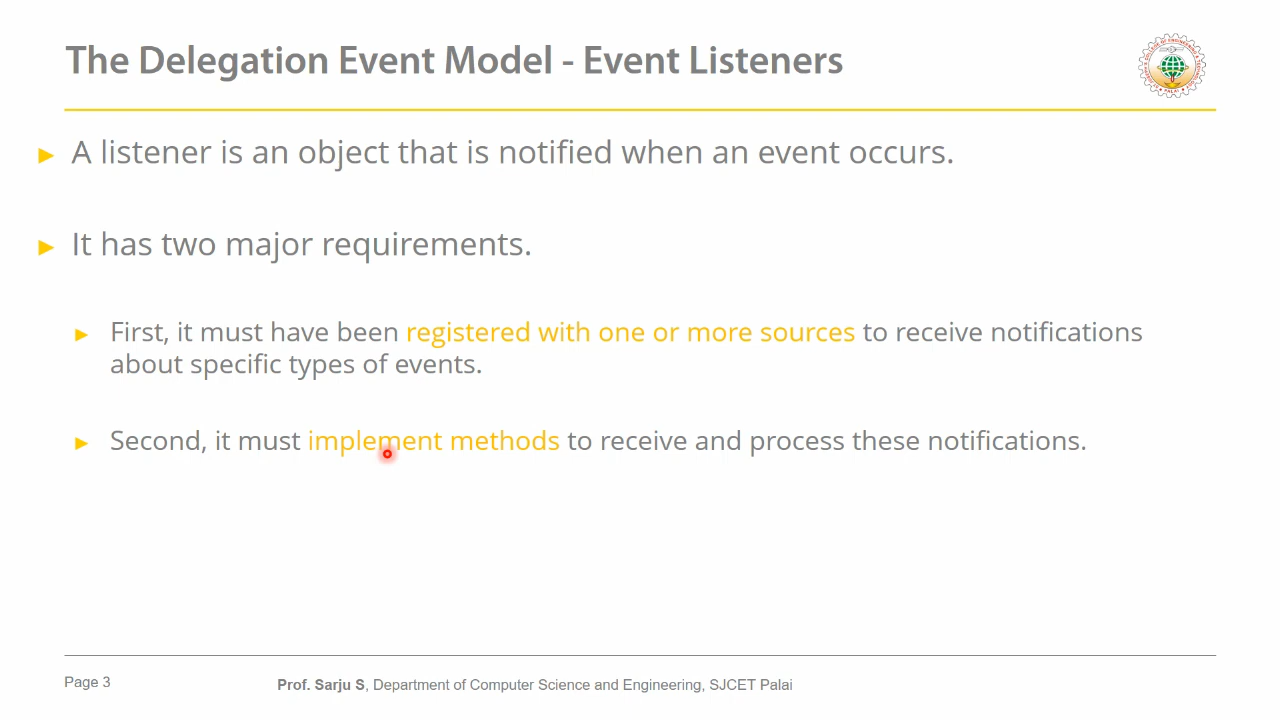 The Delegation Event Model - Event Listeners
► A listener is an object that is notified when an event occurs.
► It has two major requirements.
► First, it must have been registered with one or more sources to receive notifications
about specific types of events.
► Second, it must implement methods to receive and process these notifications.
Page 3
Prof. Sarju S, Department of Computer Science and Engineering, SJCET Palai